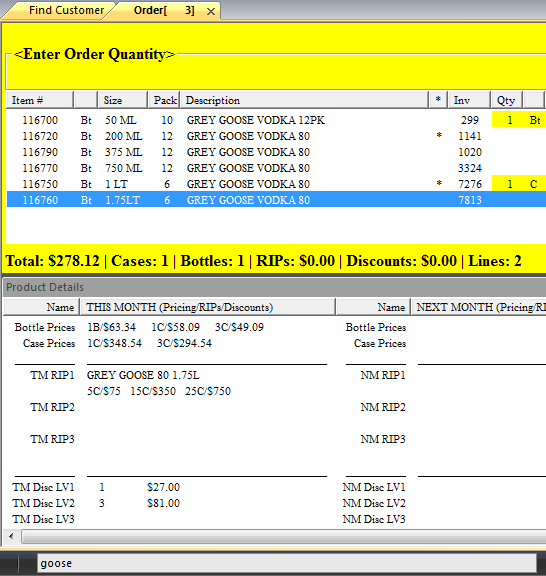 Find Customer Order[ 3] ×
<Enter Order Quantity>
Item # Size Pack Description * Inv Qty
116700 Bt 50 ML 10 GREY GOOSE VODKA 12PK 299 1 Bt
116720 Bt 200 ML 12 GREY GOOSE VODKA 80 * 1141
116790 Bt 375 ML 12 GREY GOOSE VODKA 80 1020
116770 Bt 750 ML 12 GREY GOOSE VODKA 80 3324
116750 Bt 1 LT 6 GREY GOOSE VODKA 80 * 7276 1 C
116760 Bt 1.75LT 6 GREY GOOSE VODKA 80 7813
Total: $278.12 | Cases: 1 | Bottles: 1 | RIPs: $0.00 | Discounts: $0.00 | Lines: 2
Product Details
Name THIS MONTH (Pricing/RIPs/Discounts) Name NEXT MONTH (Pricing/RI
Bottle Prices 1B/$63.34 1C/$58.09 3C/$49.09 Bottle Prices
Case Prices 1C/$348.54 3C/$294.54 Case Prices
TM RIP1 GREY GOOSE 80 1.75L NM RIP1
5C/$75 15C/$350 25C/$750
TM RIP2 NM RIP2
TM RIP3 NM RIP3
TM Disc LV1 1 $27.00 NM Disc LV1
TM Disc LV2 3 $81.00 NM Disc LV2
TM Disc LV3 NM Disc LV3
goose